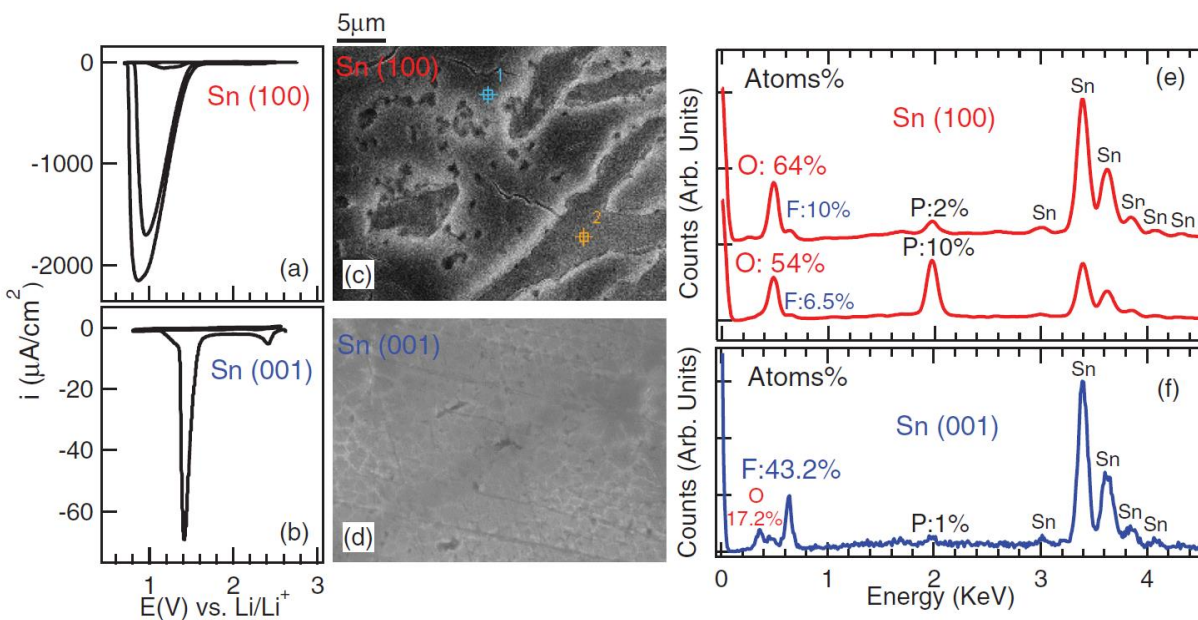 5μm
0
-1000
-2000
Sn (100)
(a)
0
-20
-40
-60
Sn (001)
(b)
i (μA/cm²)
1 2 3
E(V) vs. Li/Li⁺
Sn (100)
1
2
(c)
Sn (001)
(d)
Counts (Arb. Units)
Atoms%
Sn (100)
(e)
O: 64%
F:10%
P:2%
Sn
Sn
Sn
Sn
Sn
Sn
O: 54%
F:6.5%
P:10%
Counts (Arb. Units)
Atoms%
Sn (001)
(f)
F:43.2%
O
17.2%
P:1%
Sn
Sn
Sn
Sn
Sn
0 1 2 3 4
Energy (KeV)